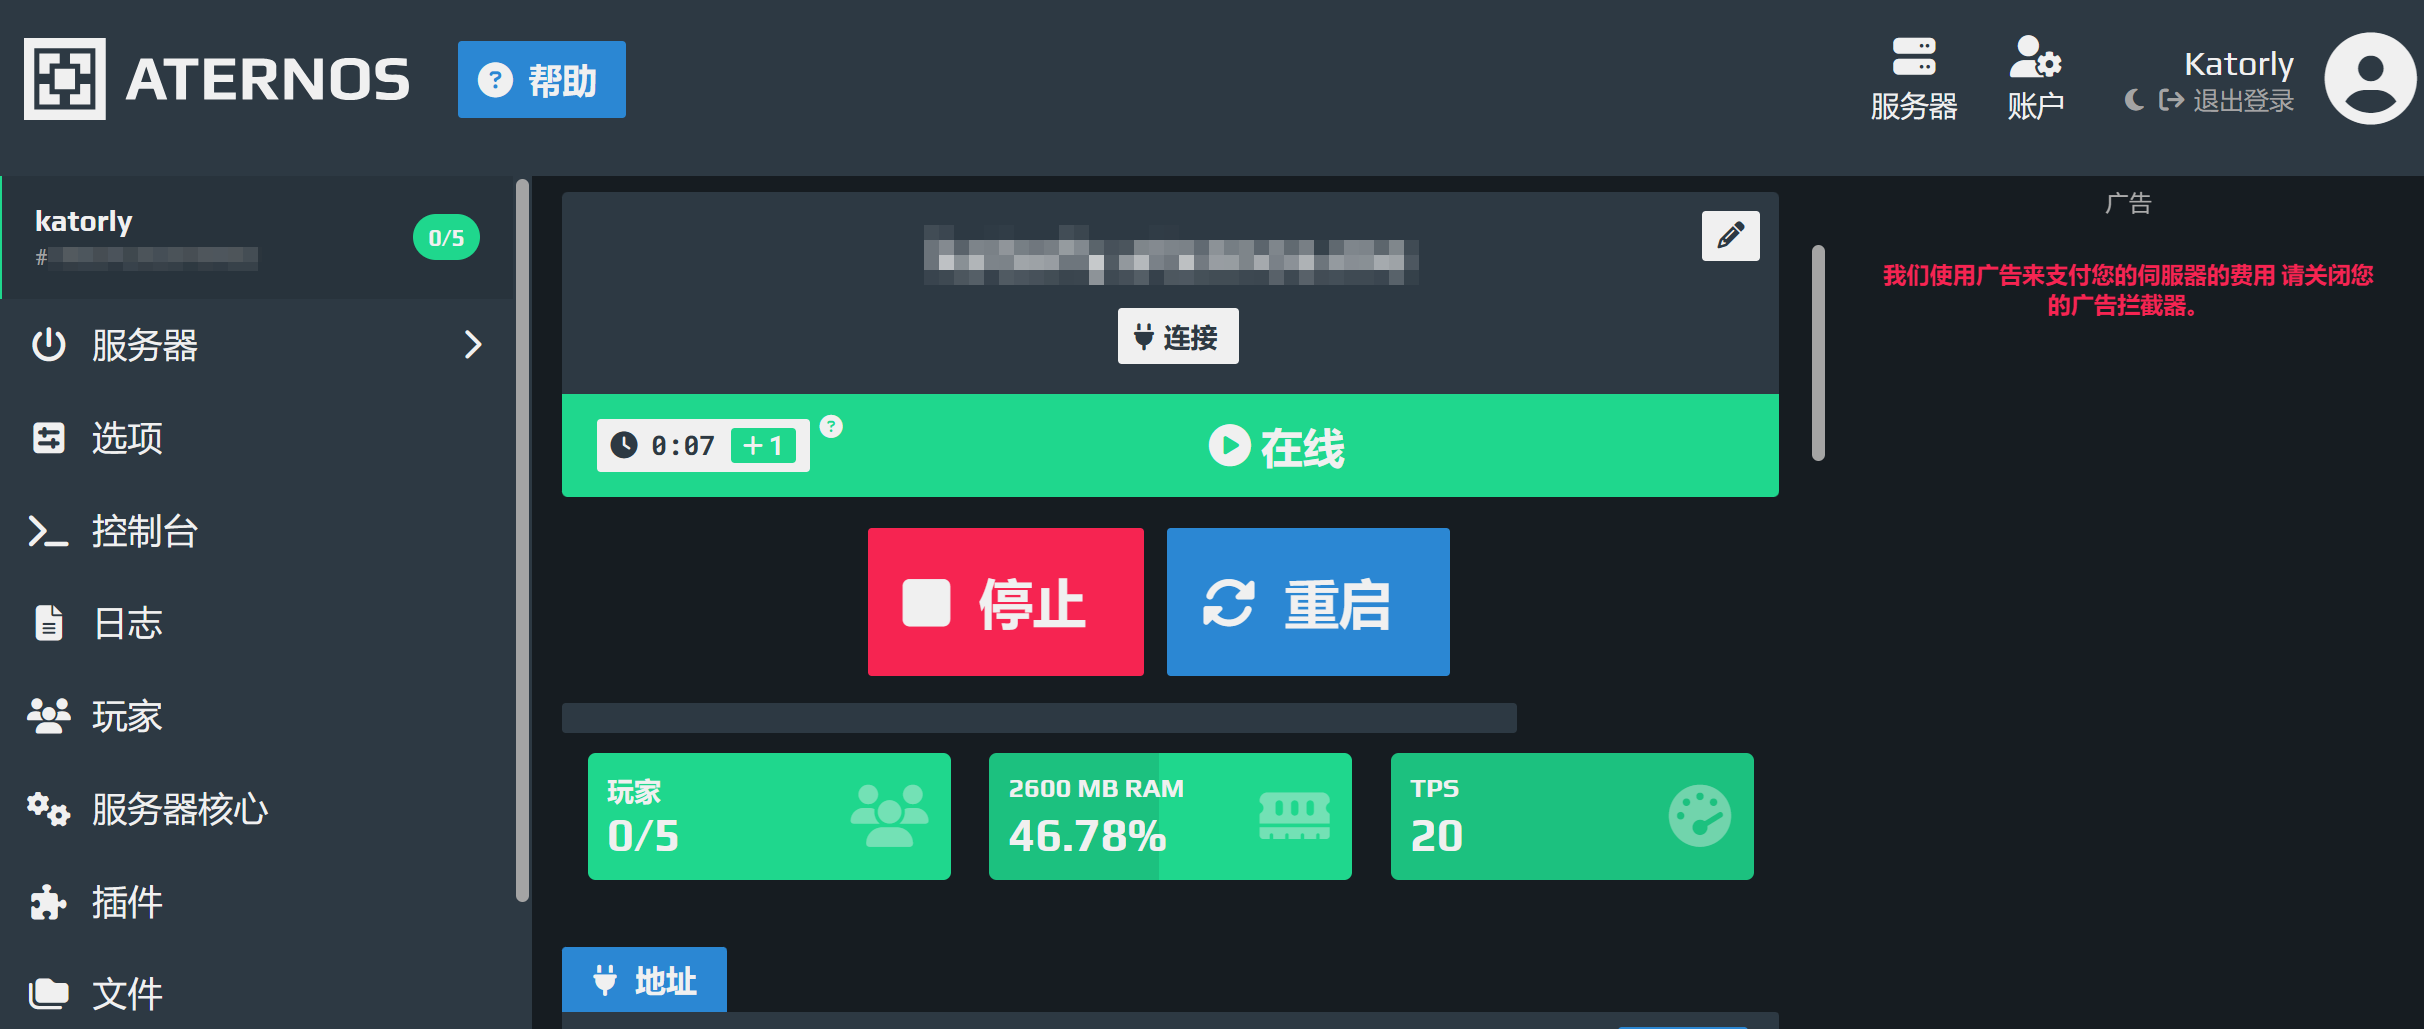 ATERNOS
帮助
服务器
账户
Katorly
退出登录
katorly
#
0/5
服务器
选项
控制台
日志
玩家
服务器核心
插件
文件
连接
0:07
+1
在线
停止
重启
玩家
0/5
2600 MB RAM
46.78%
TPS
20
地址
广告
我们使用广告来支付您的伺服器的费用 请关闭您
的广告拦截器。